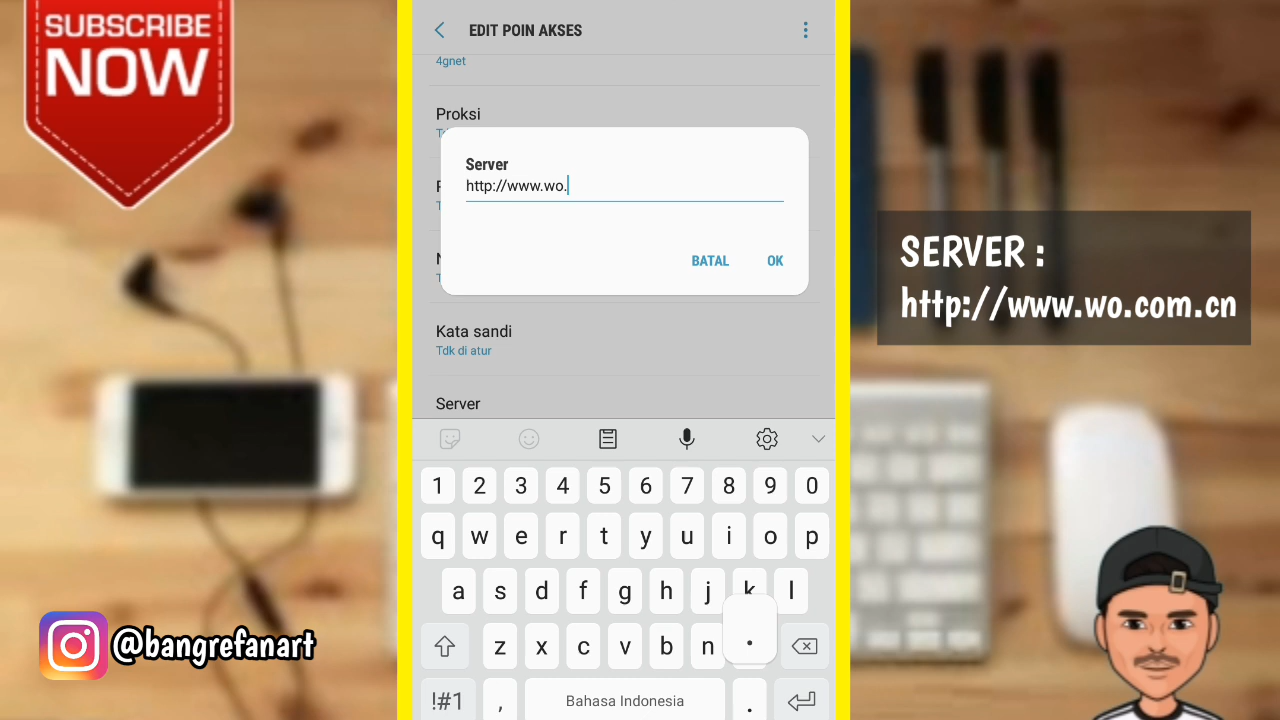 SUBSCRIBE
NOW
EDIT POIN AKSES
4gnet
Proksi
Server
http://www.wo.
BATAL
OK
Kata sandi
Tdk di atur
Server
1 2 3 4 5 6 7 8 9 0
q w e r t y u i o p
a s d f g h j k l
z x c v b n .
!#1 , Bahasa Indonesia .
SERVER :
http://www.wo.com.cn
@bangrefanart